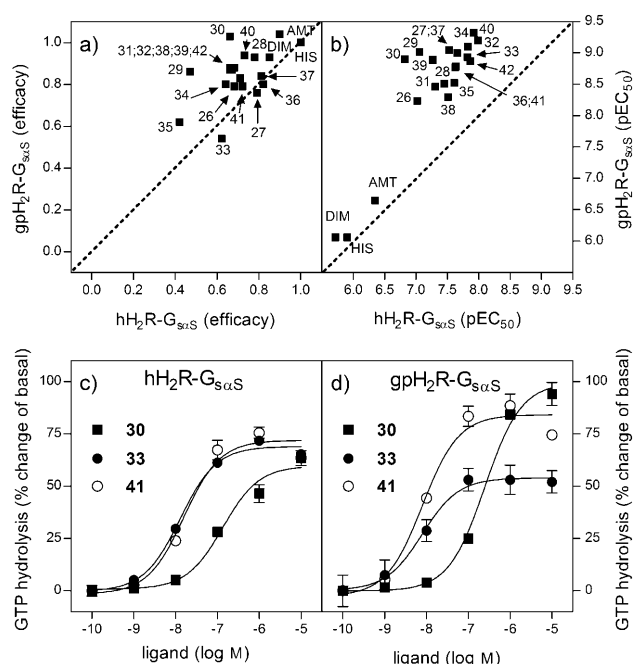 a)
30
40
AMT
31;32;38;39;42
28
DIM
HIS
29
37
34
36
35
26
41
27
33
1.0
0.8
0.6
0.4
0.2
0.0
gpH2R-GsαS (efficacy)
0.0 0.2 0.4 0.6 0.8 1.0
hH2R-GsαS (efficacy)
b)
27;37
34
40
30
29
32
33
39
28
42
31
35
36;41
26
38
AMT
DIM
HIS
9.5
9.0
8.5
8.0
7.5
7.0
6.5
6.0
gpH2R-GsαS (pEC50)
6.0 6.5 7.0 7.5 8.0 8.5 9.0 9.5
hH2R-GsαS (pEC50)
c) hH2R-GsαS
30
33
41
100
75
50
25
0
GTP hydrolysis (% change of basal)
-10 -9 -8 -7 -6 -5
ligand (log M)
d) gpH2R-GsαS
30
33
41
100
75
50
25
0
GTP hydrolysis (% change of basal)
-10 -9 -8 -7 -6 -5
ligand (log M)